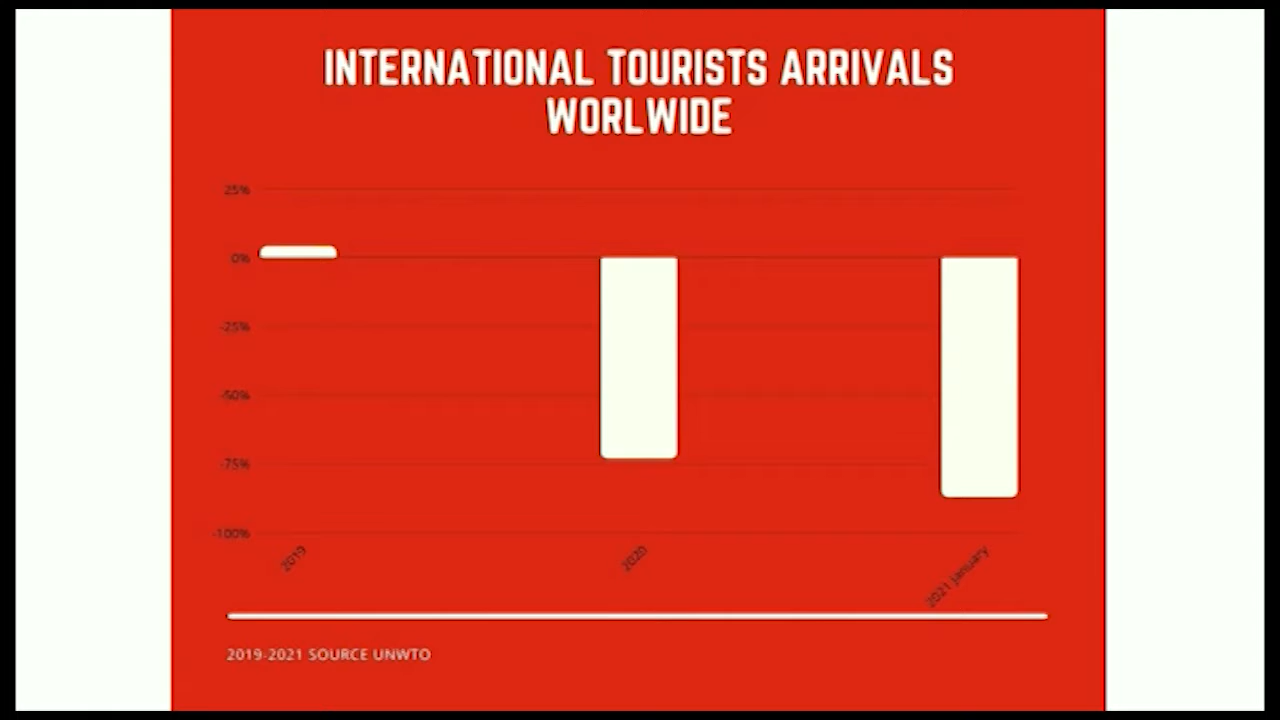 INTERNATIONAL TOURISTS ARRIVALS
WORLWIDE
25%
0%
-25%
-50%
-75%
-100%
2019
2020
2021 january
2019-2021 SOURCE UNWTO